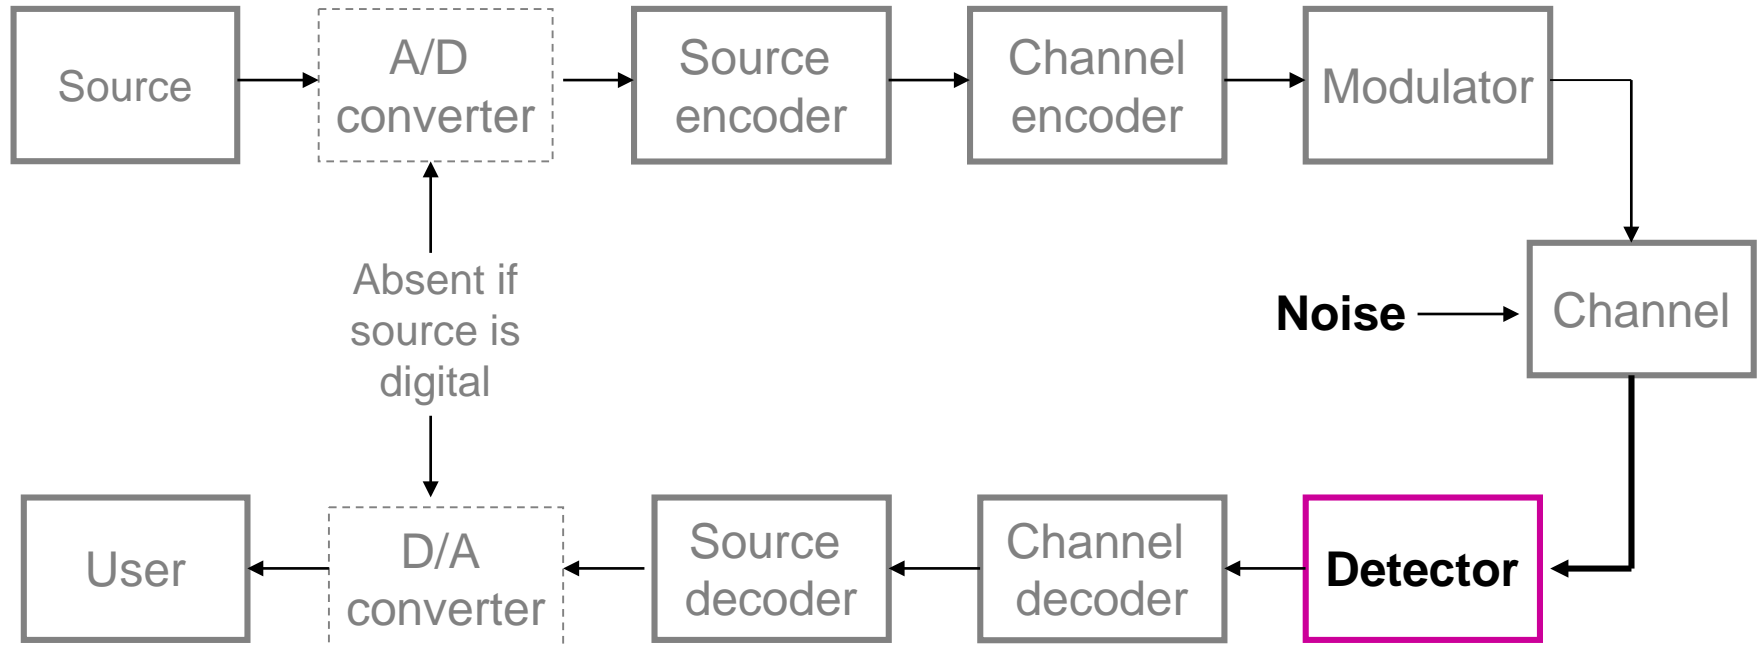 Source
A/D
converter
Source
encoder
Channel
encoder
Modulator
Absent if
source is
digital
Noise
Channel
User
D/A
converter
Source
decoder
Channel
decoder
Detector